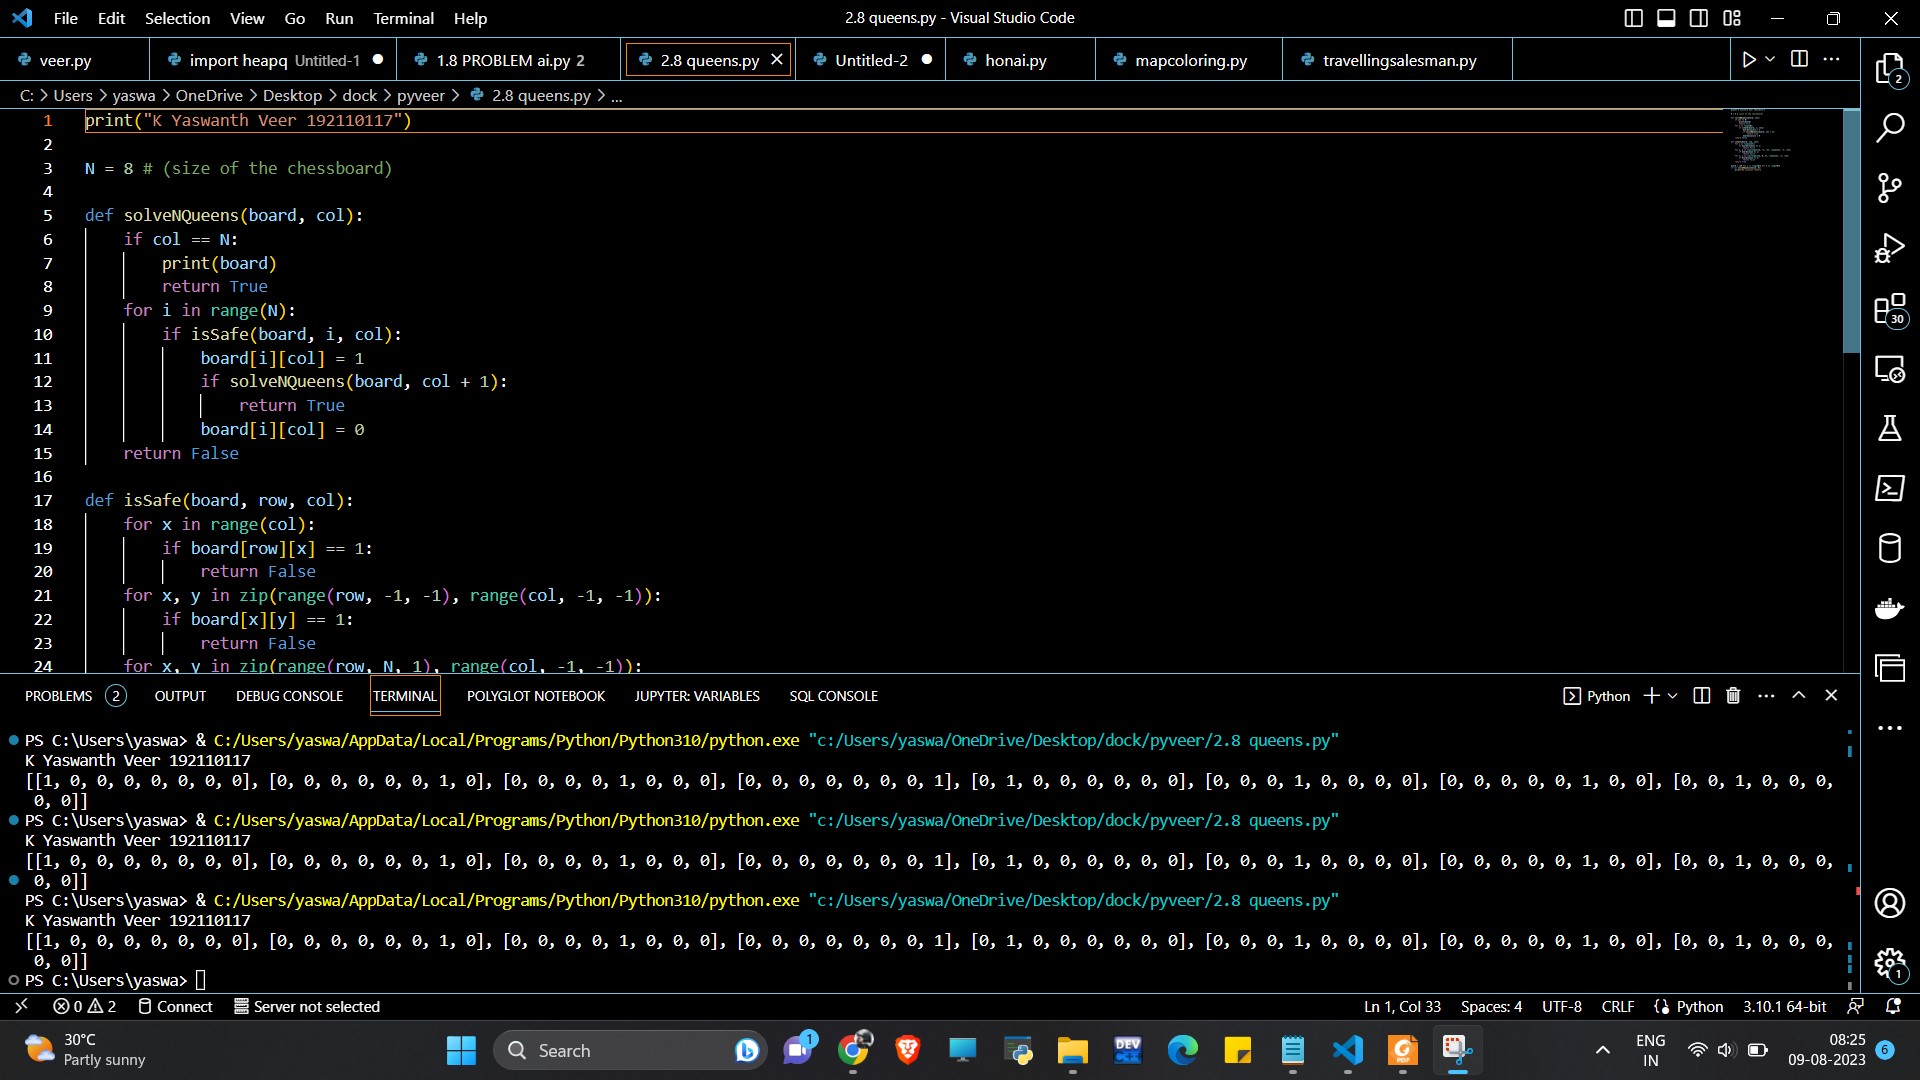 File Edit Selection View Go Run Terminal Help 2.8 queens.py - Visual Studio Code
veer.py import heapq Untitled-1 1.8 PROBLEM ai.py 2 2.8 queens.py Untitled-2 honai.py mapcoloring.py travellingsalesman.py
C: > Users > yaswa > OneDrive > Desktop > dock > pyveer > 2.8 queens.py > ...
1 print("K Yaswanth Veer 192110117")
2
3 N = 8 # (size of the chessboard)
4
5 def solveNQueens(board, col):
6 if col == N:
7 print(board)
8 return True
9 for i in range(N):
10 if isSafe(board, i, col):
11 board[i][col] = 1
12 if solveNQueens(board, col + 1):
13 return True
14 board[i][col] = 0
15 return False
16
17 def isSafe(board, row, col):
18 for x in range(col):
19 if board[row][x] == 1:
20 return False
21 for x, y in zip(range(row, -1, -1), range(col, -1, -1)):
22 if board[x][y] == 1:
23 return False
24 for x, y in zip(range(row, N, 1), range(col, -1, -1)):
2
30
PROBLEMS 2 OUTPUT DEBUG CONSOLE TERMINAL POLYGLOT NOTEBOOK JUPYTER: VARIABLES SQL CONSOLE Python
PS C:\Users\yaswa> & C:/Users/yaswa/AppData/Local/Programs/Python/Python310/python.exe "c:/Users/yaswa/OneDrive/Desktop/dock/pyveer/2.8 queens.py"
K Yaswanth Veer 192110117
[[1, 0, 0, 0, 0, 0, 0, 0], [0, 0, 0, 0, 0, 0, 1, 0], [0, 0, 0, 0, 1, 0, 0, 0], [0, 0, 0, 0, 0, 0, 0, 1], [0, 1, 0, 0, 0, 0, 0, 0], [0, 0, 0, 1, 0, 0, 0, 0], [0, 0, 0, 0, 0, 1, 0, 0], [0, 0, 1, 0, 0, 0,
0, 0]]
PS C:\Users\yaswa> & C:/Users/yaswa/AppData/Local/Programs/Python/Python310/python.exe "c:/Users/yaswa/OneDrive/Desktop/dock/pyveer/2.8 queens.py"
K Yaswanth Veer 192110117
[[1, 0, 0, 0, 0, 0, 0, 0], [0, 0, 0, 0, 0, 0, 1, 0], [0, 0, 0, 0, 1, 0, 0, 0], [0, 0, 0, 0, 0, 0, 0, 1], [0, 1, 0, 0, 0, 0, 0, 0], [0, 0, 0, 1, 0, 0, 0, 0], [0, 0, 0, 0, 0, 1, 0, 0], [0, 0, 1, 0, 0, 0,
0, 0]]
PS C:\Users\yaswa> & C:/Users/yaswa/AppData/Local/Programs/Python/Python310/python.exe "c:/Users/yaswa/OneDrive/Desktop/dock/pyveer/2.8 queens.py"
K Yaswanth Veer 192110117
[[1, 0, 0, 0, 0, 0, 0, 0], [0, 0, 0, 0, 0, 0, 1, 0], [0, 0, 0, 0, 1, 0, 0, 0], [0, 0, 0, 0, 0, 0, 0, 1], [0, 1, 0, 0, 0, 0, 0, 0], [0, 0, 0, 1, 0, 0, 0, 0], [0, 0, 0, 0, 0, 1, 0, 0], [0, 0, 1, 0, 0, 0,
0, 0]]
PS C:\Users\yaswa>
1
0 2 Connect Server not selected Ln 1, Col 33 Spaces: 4 UTF-8 CRLF Python 3.10.1 64-bit
30°C
Partly sunny
Search
1
DEV
PDF
ENG
IN
08:25
09-08-2023
6